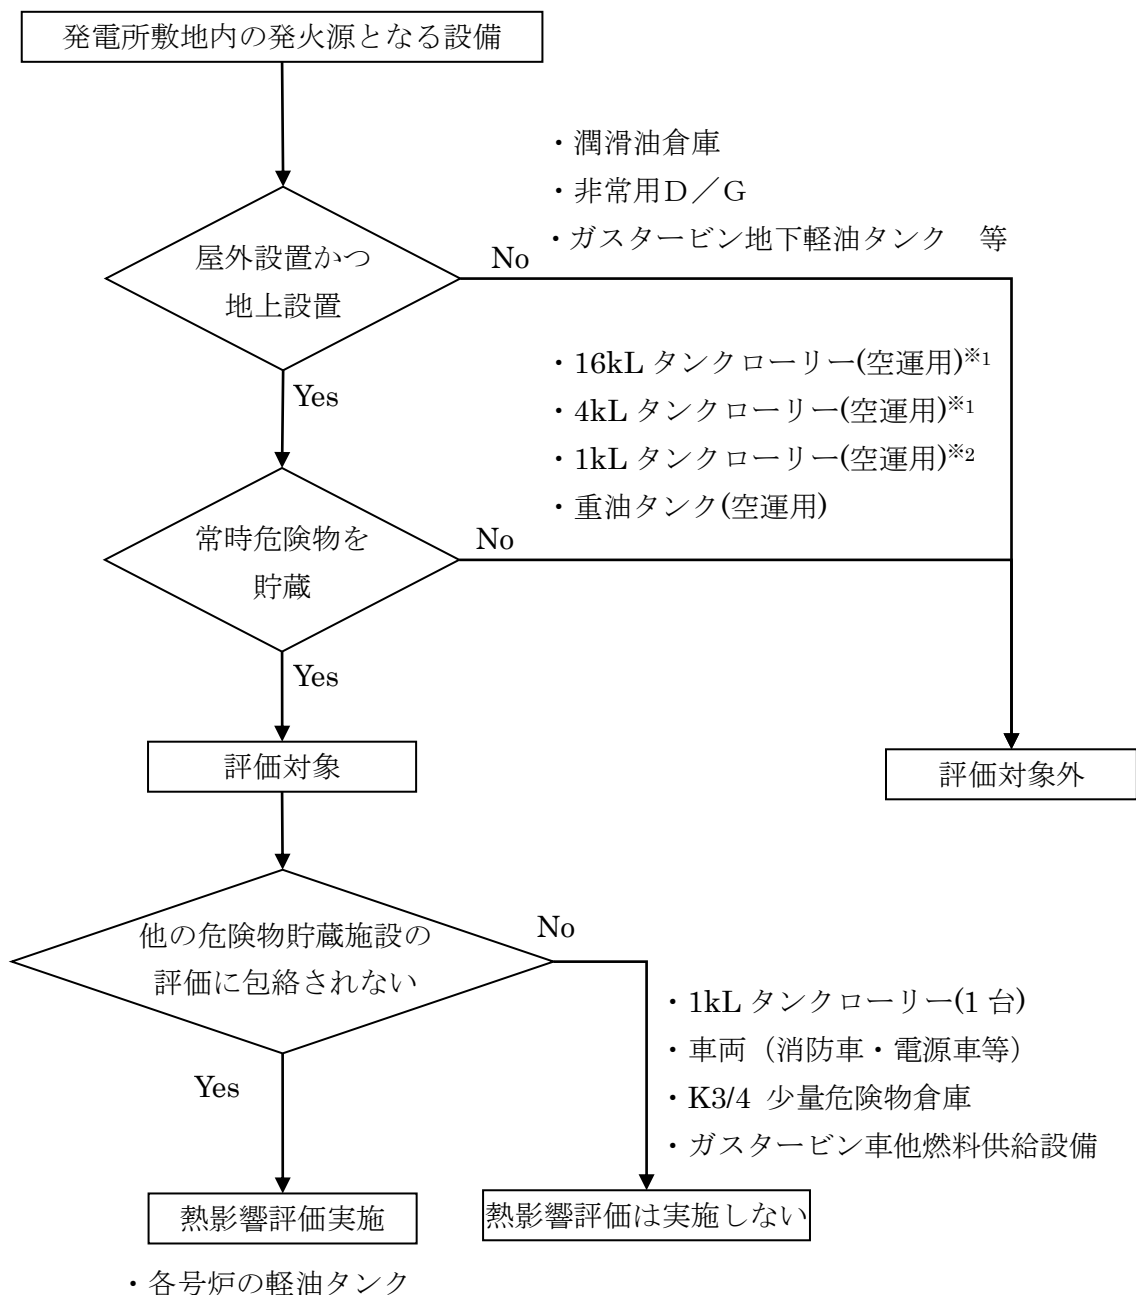 発電所敷地内の発火源となる設備
・潤滑油倉庫
・非常用Ｄ／Ｇ
・ガスタービン地下軽油タンク　等
屋外設置かつ
地上設置
No
Yes
・16kL タンクローリー(空運用)※1
・4kL タンクローリー(空運用)※1
・1kL タンクローリー(空運用)※2
・重油タンク(空運用)
常時危険物を
貯蔵
No
Yes
評価対象
評価対象外
他の危険物貯蔵施設の
評価に包絡されない
No
Yes
・1kL タンクローリー(1 台)
・車両（消防車・電源車等）
・K3/4 少量危険物倉庫
・ガスタービン車他燃料供給設備
熱影響評価実施
熱影響評価は実施しない
・各号炉の軽油タンク